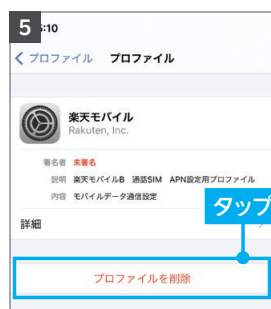 5
:10
プロファイル プロファイル
楽天モバイル
Rakuten, Inc.
署名者 未署名
説明 楽天モバイルB 通話SIM APN設定用プロファイル
内容 モバイルデータ通信設定
タップ
詳細
プロファイルを削除